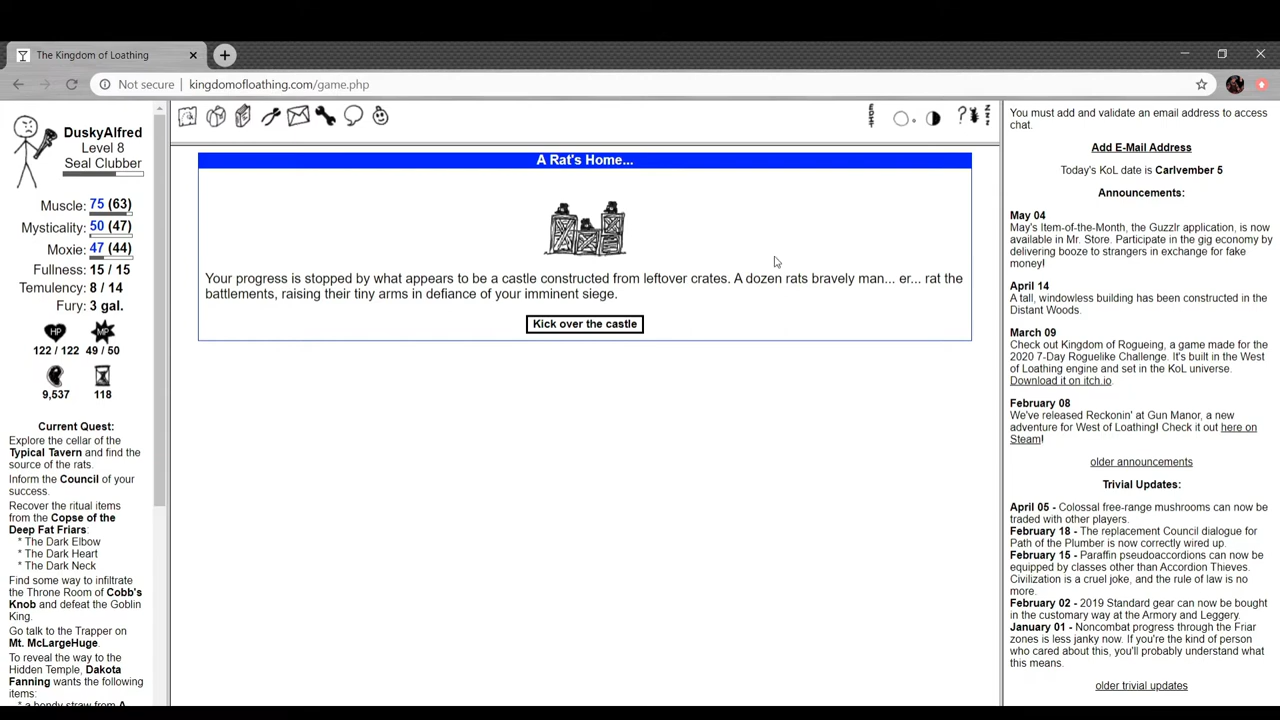 The Kingdom of Loathing
Not secure
kingdomofloathing.com/game.php
DuskyAlfred
Level 8
Seal Clubber
Muscle: 75 (63)
Mysticality: 50 (47)
Moxie: 47 (44)
Fullness: 15 / 15
Temulency: 8 / 14
Fury: 3 gal.
HP
MP
122 / 122
49 / 50
9,537
118
Current Quest:
Explore the cellar of the
Typical Tavern and find the
source of the rats.
Inform the Council of your
success.
Recover the ritual items
from the Copse of the
Deep Fat Friars:
* The Dark Elbow
* The Dark Heart
* The Dark Neck
Find some way to infiltrate
the Throne Room of Cobb's
Knob and defeat the Goblin
King.
Go talk to the Trapper on
Mt. McLargeHuge.
To reveal the way to the
Hidden Temple, Dakota
Fanning wants the following
items:
* a bendy straw from A
A Rat's Home...
Your progress is stopped by what appears to be a castle constructed from leftover crates. A dozen rats bravely man... er... rat the
battlements, raising their tiny arms in defiance of your imminent siege.
Kick over the castle
You must add and validate an email address to access
chat.
Add E-Mail Address
Today's KoL date is Carlvember 5
Announcements:
May 04
May's Item-of-the-Month, the Guzzlr application, is now
available in Mr. Store. Participate in the gig economy by
delivering booze to strangers in exchange for fake
money!
April 14
A tall, windowless building has been constructed in the
Distant Woods.
March 09
Check out Kingdom of Rogueing, a game made for the
2020 7-Day Roguelike Challenge. It's built in the West
of Loathing engine and set in the KoL universe.
Download it on itch.io.
February 08
We've released Reckonin' at Gun Manor, a new
adventure for West of Loathing! Check it out here on
Steam!
older announcements
Trivial Updates:
April 05 - Colossal free-range mushrooms can now be
traded with other players.
February 18 - The replacement Council dialogue for
Path of the Plumber is now correctly wired up.
February 15 - Paraffin pseudoaccordions can now be
equipped by classes other than Accordion Thieves.
Civilization is a cruel joke, and the rule of law is no
more.
February 02 - 2019 Standard gear can now be bought
in the customary way at the Armory and Leggery.
January 01 - Noncombat progress through the Friar
zones is less janky now. If you're the kind of person
who cared about this, you'll probably understand what
this means.
older trivial updates